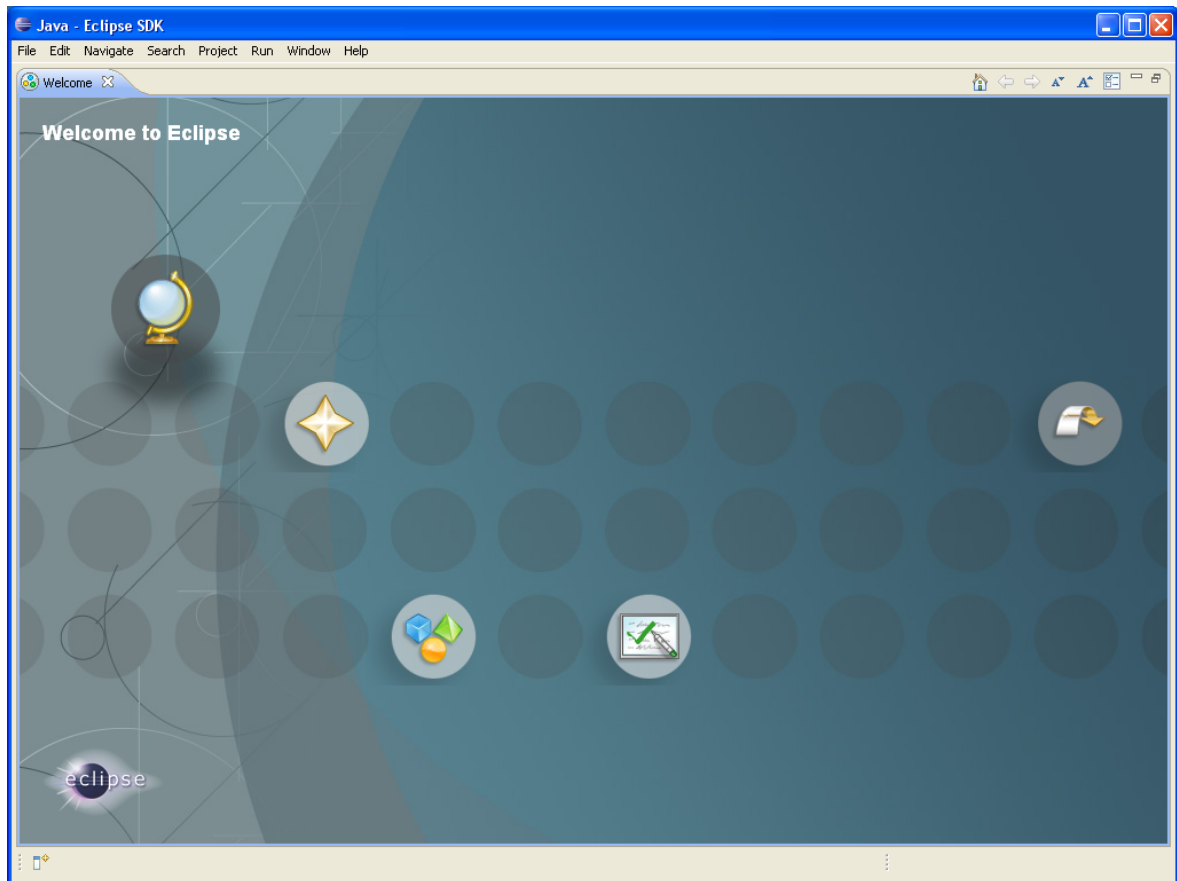 Java - Eclipse SDK
File Edit Navigate Search Project Run Window Help
Welcome
A A
Welcome to Eclipse
eclipse